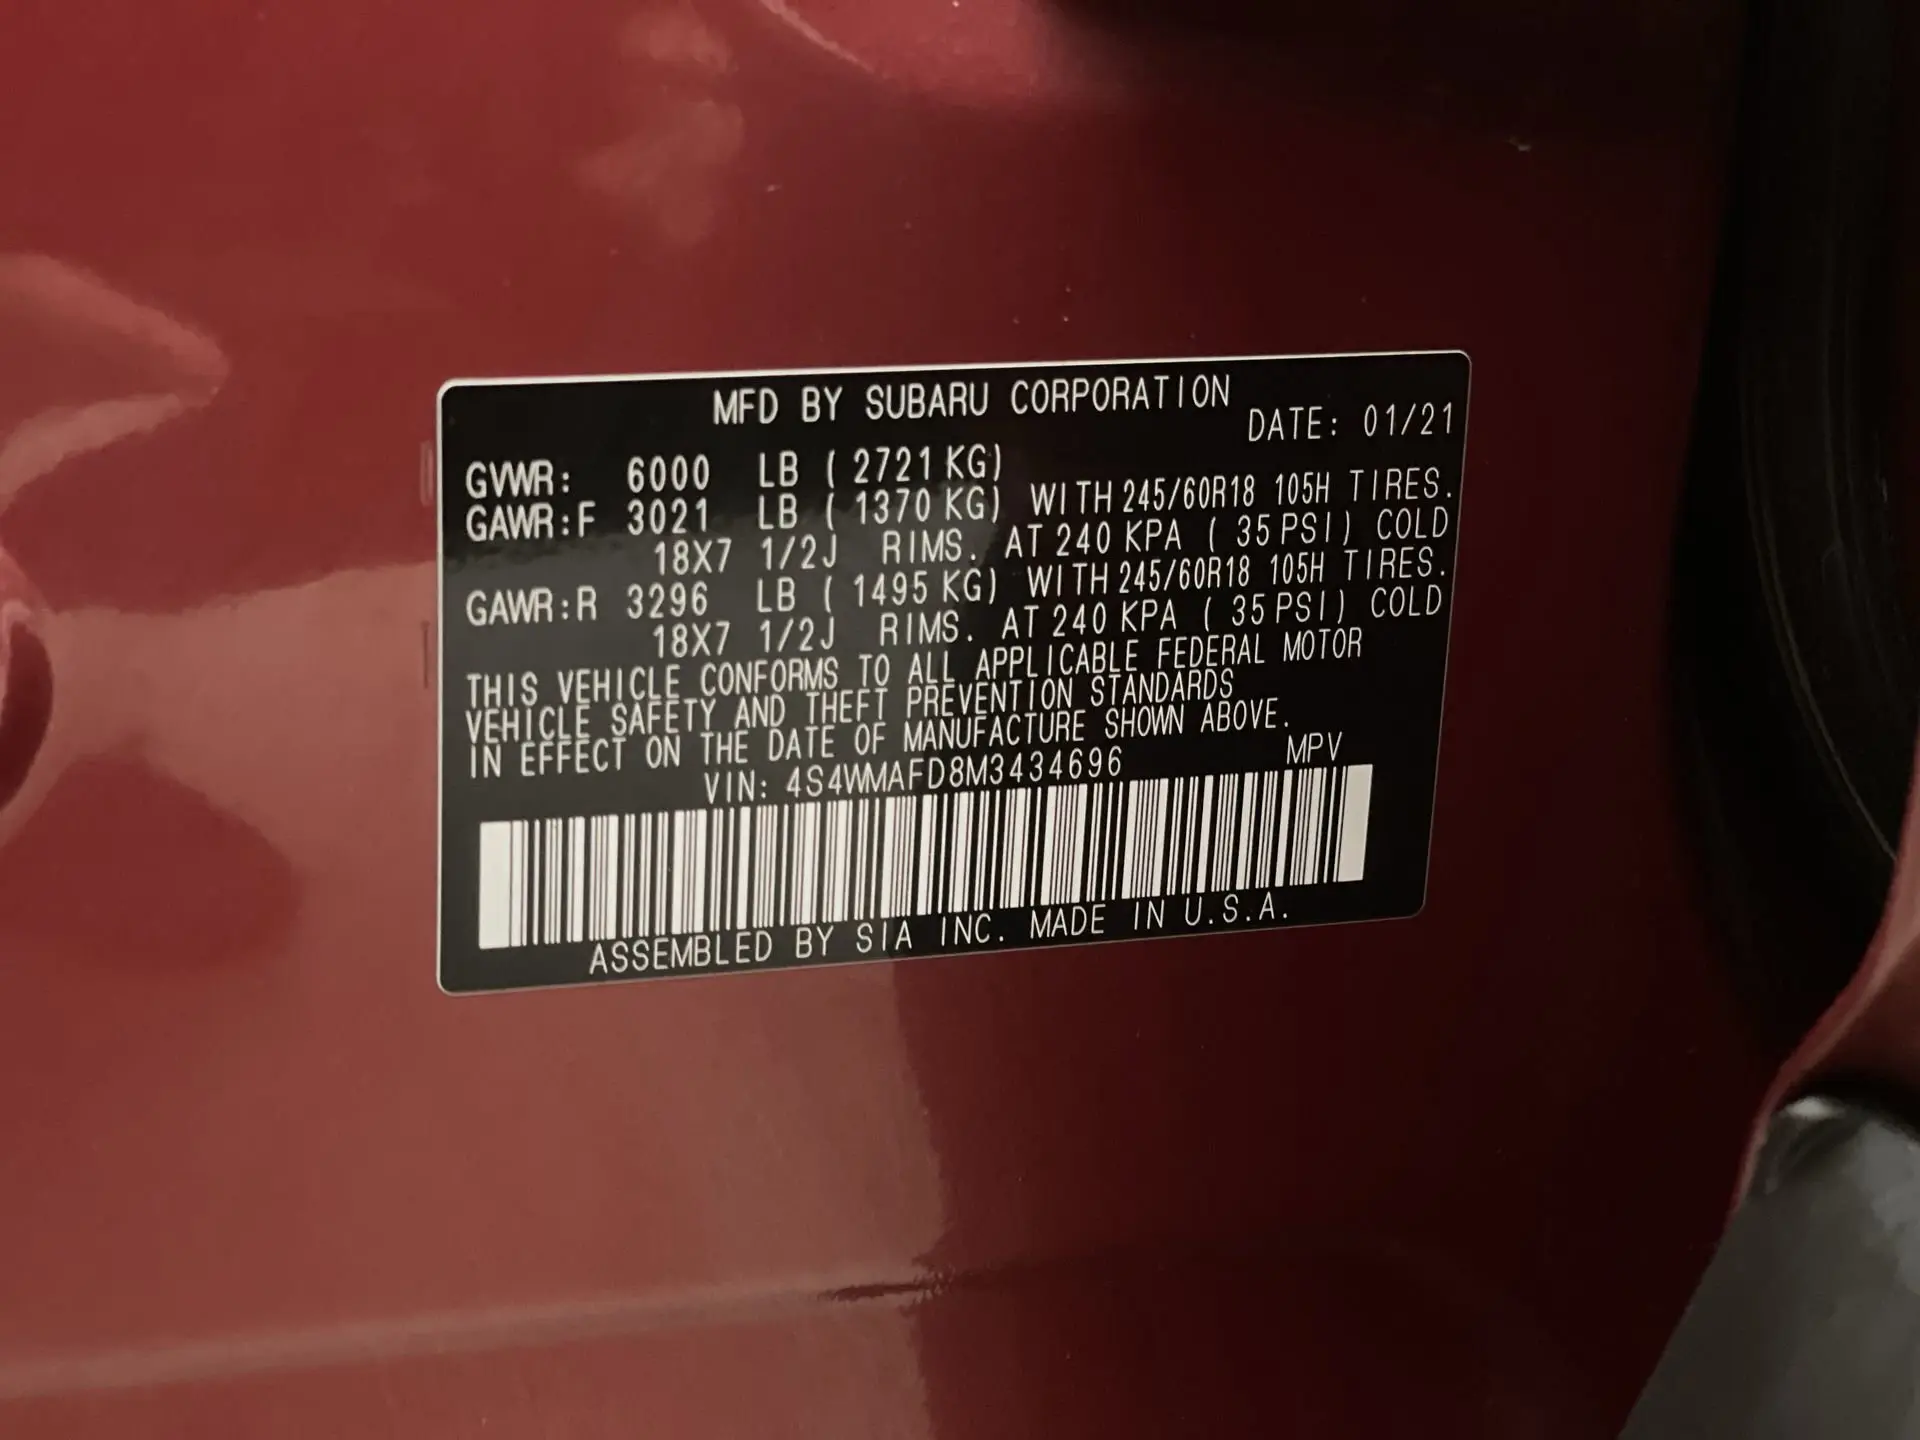 MFD BY SUBARU CORPORATION
DATE: 01/21
GVWR: 6000 LB ( 2721 KG)
GAWR:F 3021 LB ( 1370 KG) WITH 245/60R18 105H TIRES.
18X7 1/2J RIMS. AT 240 KPA ( 35 PSI) COLD
GAWR:R 3296 LB ( 1495 KG) WITH 245/60R18 105H TIRES.
18X7 1/2J RIMS. AT 240 KPA ( 35 PSI) COLD
THIS VEHICLE CONFORMS TO ALL APPLICABLE FEDERAL MOTOR
VEHICLE SAFETY AND THEFT PREVENTION STANDARDS
IN EFFECT ON THE DATE OF MANUFACTURE SHOWN ABOVE.
VIN: 4S4WMAFD8M3434696 MPV
ASSEMBLED BY SIA INC. MADE IN U.S.A.